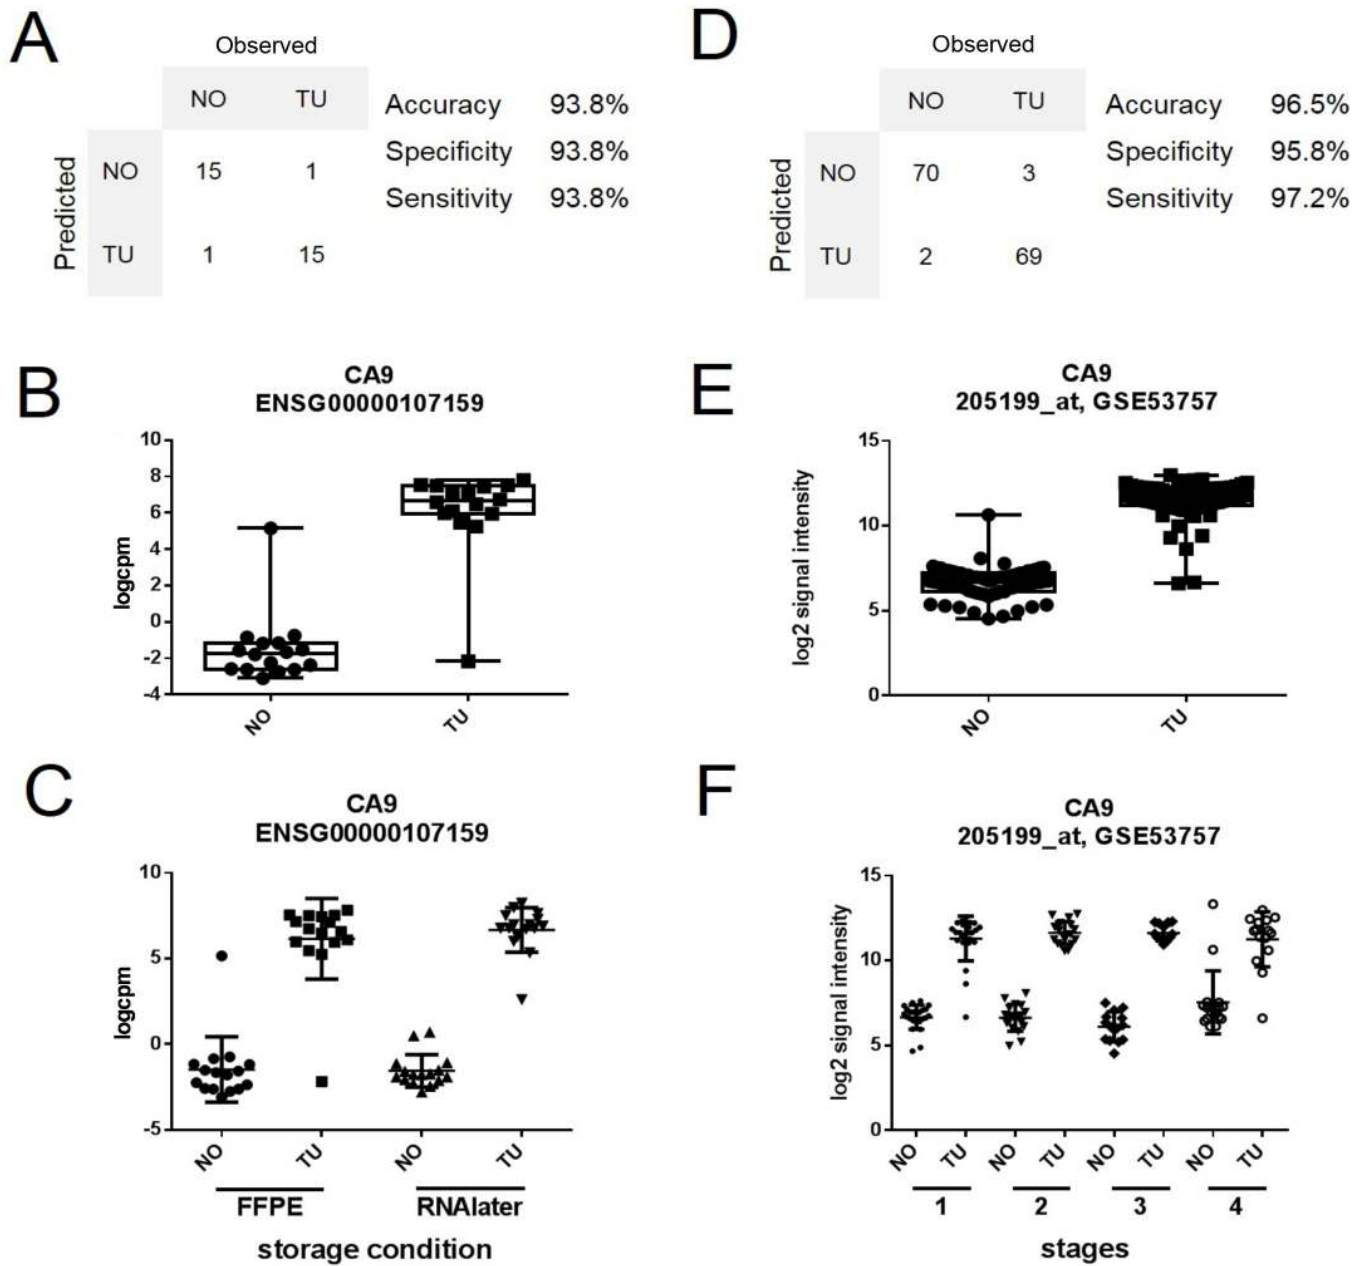 A
Observed
NO TU
Predicted
NO 15 1
TU 1 15
Accuracy 93.8%
Specificity 93.8%
Sensitivity 93.8%
D
Observed
NO TU
Predicted
NO 70 3
TU 2 69
Accuracy 96.5%
Specificity 95.8%
Sensitivity 97.2%
B
CA9
ENSG00000107159
logcpm
10
8
6
4
2
0
-2
-4
NO TU
E
CA9
205199_at, GSE53757
log2 signal intensity
15
10
5
0
NO TU
C
CA9
ENSG00000107159
logcpm
10
5
0
-5
NO TU NO TU
FFPE RNAlater
storage condition
F
CA9
205199_at, GSE53757
log2 signal intensity
15
10
5
0
NO TU NO TU NO TU NO TU
1 2 3 4
stages